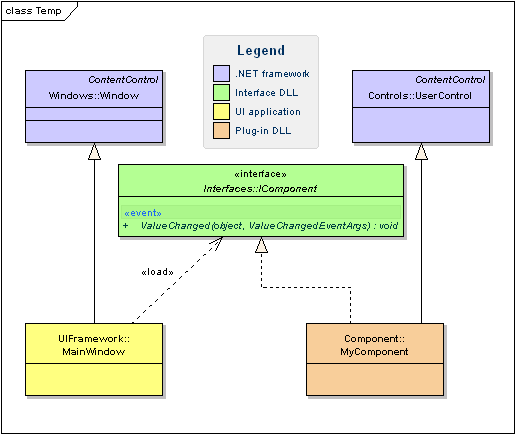 class Temp
Legend
.NET framework
Interface DLL
UI application
Plug-in DLL
ContentControl
Windows::Window
ContentControl
Controls::UserControl
«interface»
Interfaces::IComponent
«event»
+ ValueChanged(object, ValueChangedEventArgs) : void
«load»
UIFramework::
MainWindow
Component::
MyComponent